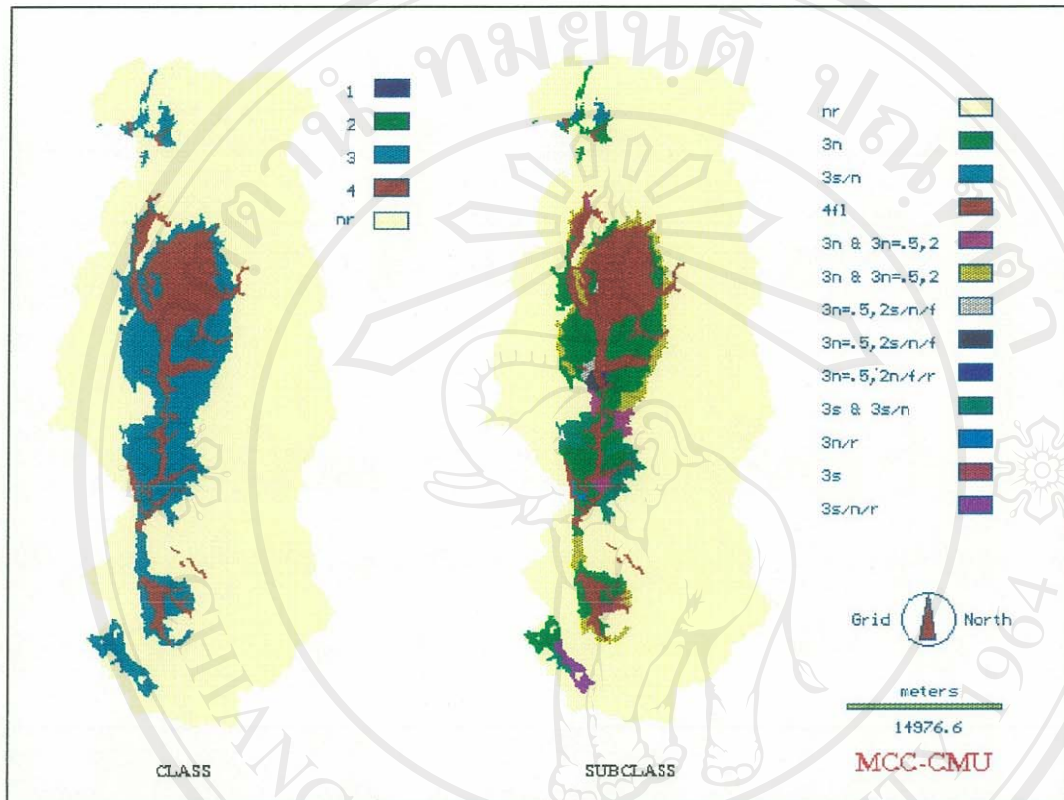 1
2
3
4
nr
CLASS
SUBCLASS
nr
3n
3s/n
4fl
3n & 3n=.5,2
3n & 3n=.5,2
3n=.5,2s/n/f
3n=.5,2s/n/f
3n=.5,2n/f/r
3s & 3s/n
3n/r
3s
3s/n/r
Grid North
meters
14976.6
MCC-CMU
1964